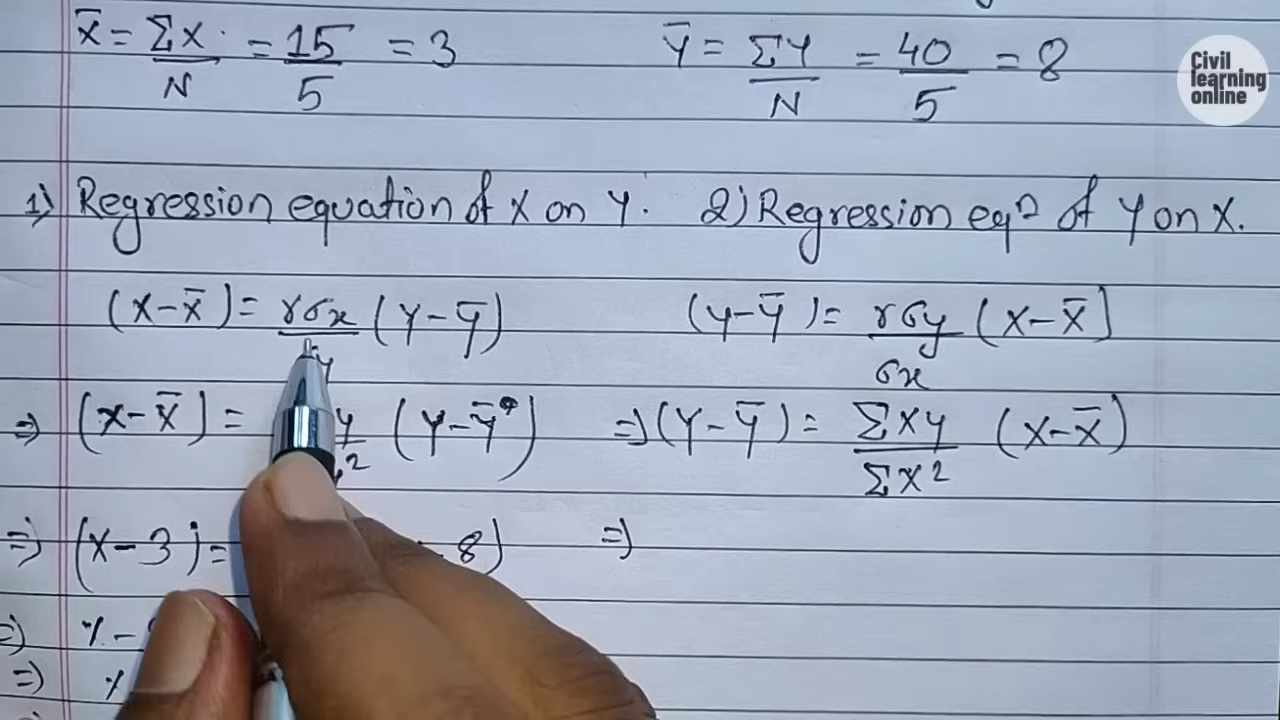 X̄ = ΣX / N = 15 / 5 = 3    Ȳ = ΣY / N = 40 / 5 = 8
Civil
learning
online
1) Regression equation of X on Y.    2) Regression eqn of Y on X.
(X - X̄) = rσx / y (Y - Ȳ)    (Y - Ȳ) = rσy / σx (X - X̄)
⇒ (X - X̄) = y / 2 (Y - Ȳ)    ⇒ (Y - Ȳ) = ΣXY / ΣX² (X - X̄)
⇒ (X - 3) = - 8)    ⇒
⇒ X -
⇒ X